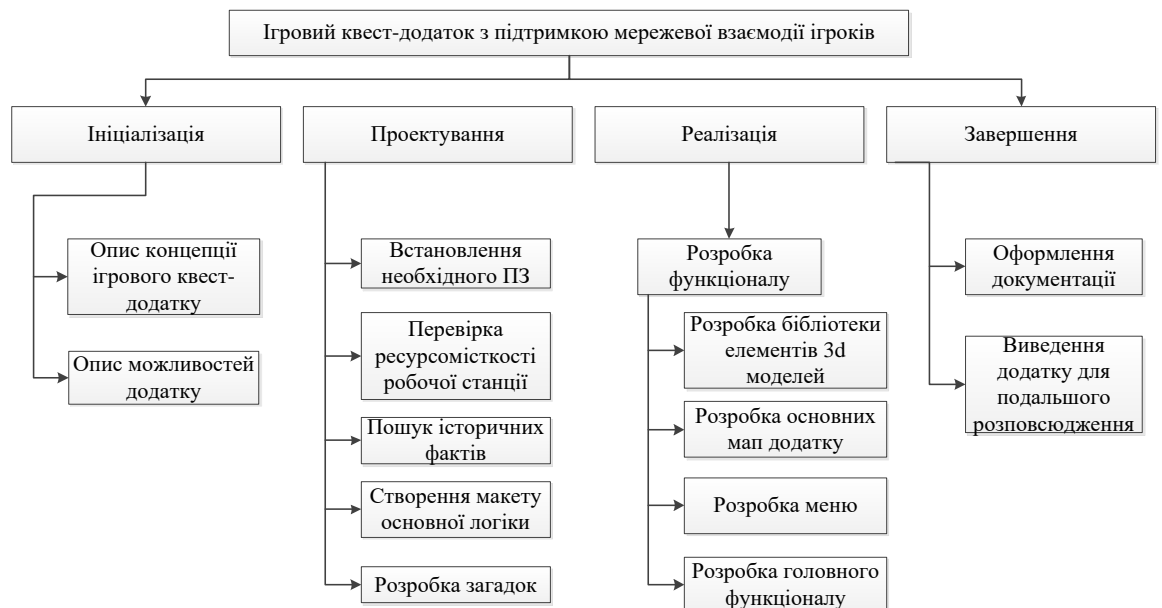 Ігровий квест-додаток з підтримкою мережевої взаємодії ігроків
Ініціалізація
Проектування
Реалізація
Завершення
Опис концепції
ігрового квест-
додатку
Опис можливостей
додатку
Встановлення
необхідного ПЗ
Перевірка
ресурсомісткості
робочої станції
Пошук історичних
фактів
Створення макету
основної логіки
Розробка загадок
Розробка
функціоналу
Розробка бібліотеки
елементів 3d
моделей
Розробка основних
мап додатку
Розробка меню
Розробка головного
функціоналу
Оформлення
документації
Виведення
додатку для
подальшого
розповсюдження